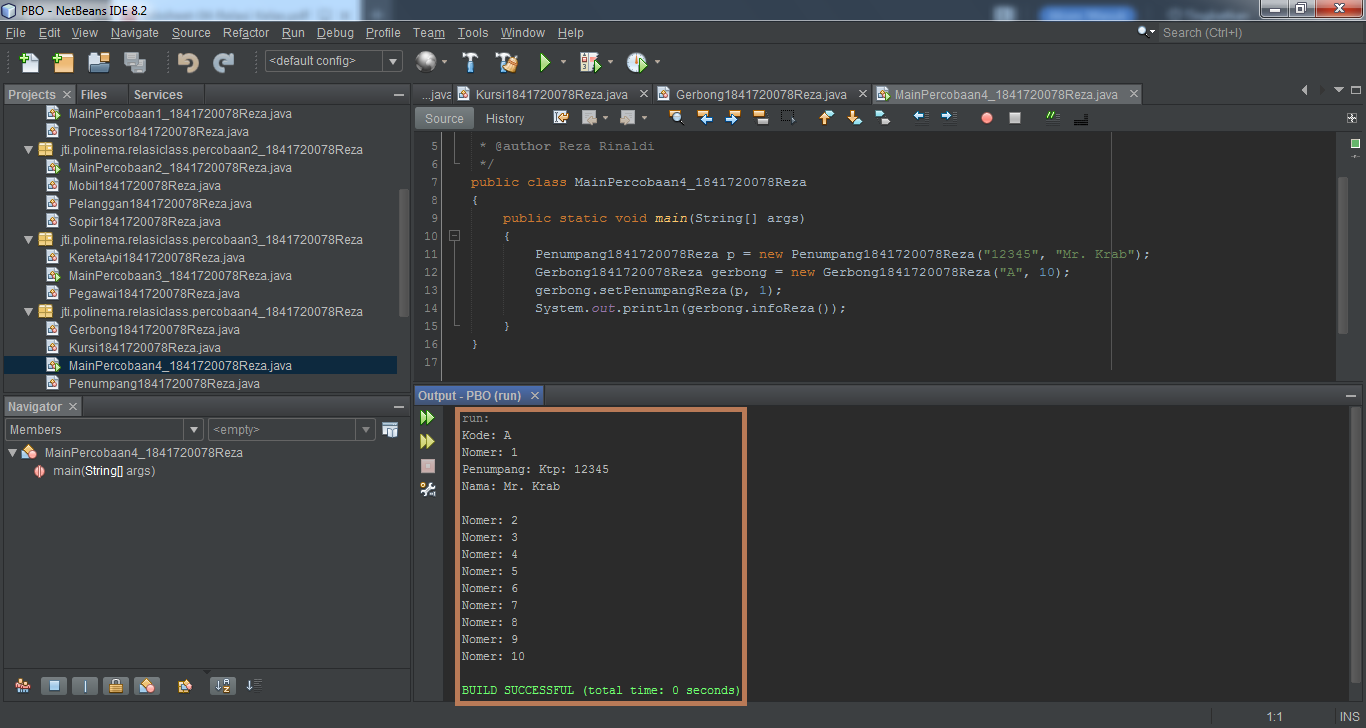 PBO - NetBeans IDE 8.2
File Edit View Navigate Source Refactor Run Debug Profile Team Tools Window Help
Search (Ctrl+I)
<default config>
Projects Files Services
MainPercobaan1_1841720078Reza.java
Processor1841720078Reza.java
jti.polinema.relasiclass.percobaan2_1841720078Reza
MainPercobaan2_1841720078Reza.java
Mobil1841720078Reza.java
Pelanggan1841720078Reza.java
Sopir1841720078Reza.java
jti.polinema.relasiclass.percobaan3_1841720078Reza
KeretaApi1841720078Reza.java
MainPercobaan3_1841720078Reza.java
Pegawai1841720078Reza.java
jti.polinema.relasiclass.percobaan4_1841720078Reza
Gerbong1841720078Reza.java
Kursi1841720078Reza.java
MainPercobaan4_1841720078Reza.java
Penumpang1841720078Reza.java
Navigator
Members <empty>
MainPercobaan4_1841720078Reza
main(String[] args)
...java Kursi1841720078Reza.java Gerbong1841720078Reza.java MainPercobaan4_1841720078Reza.java
Source History
5 * @author Reza Rinaldi
6 */
7 public class MainPercobaan4_1841720078Reza
8 {
9 public static void main(String[] args)
10 {
11 Penumpang1841720078Reza p = new Penumpang1841720078Reza("12345", "Mr. Krab");
12 Gerbong1841720078Reza gerbong = new Gerbong1841720078Reza("A", 10);
13 gerbong.setPenumpangReza(p, 1);
14 System.out.println(gerbong.infoReza());
15 }
16 }
17
Output - PBO (run)
run:
Kode: A
Nomer: 1
Penumpang: Ktp: 12345
Nama: Mr. Krab
Nomer: 2
Nomer: 3
Nomer: 4
Nomer: 5
Nomer: 6
Nomer: 7
Nomer: 8
Nomer: 9
Nomer: 10
BUILD SUCCESSFUL (total time: 0 seconds)
1:1 INS